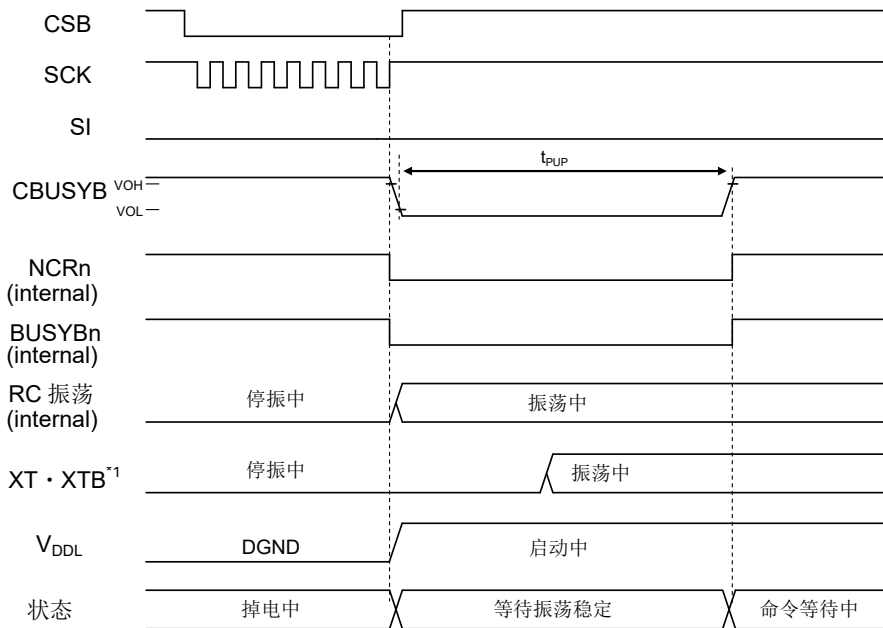 CSB
SCK
SI
t_PUP
CBUSYB VOH
VOL
NCRn
(internal)
BUSYBn
(internal)
RC 振荡
(internal)
停振中 振荡中
XT・XTB*1 停振中 振荡中
V_DDL DGND 启动中
状态 掉电中 等待振荡稳定 命令等待中